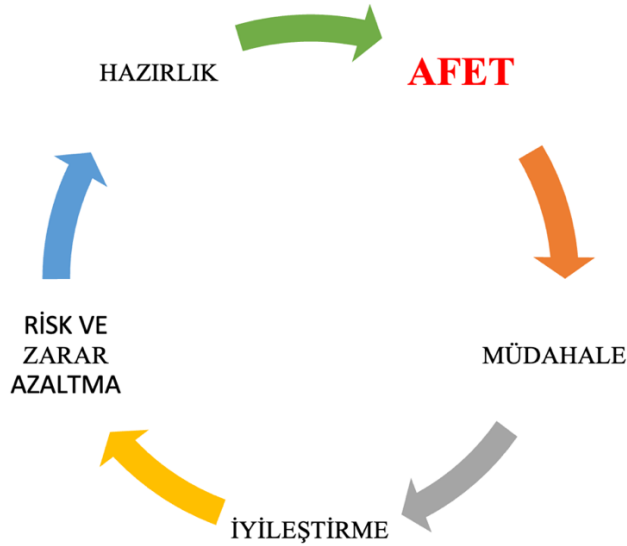 HAZIRLIK
AFET
MÜDAHALE
İYİLEŞTİRME
RİSK VE
ZARAR
AZALTMA